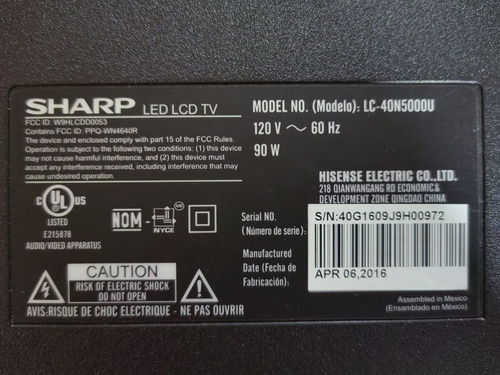 SHARP LED LCD TV
FCC ID: W9HLCDD0053
Contains FCC ID: PPQ-WN4640R
The device and enclosed comply with part 15 of the FCC Rules
Operation is subject to the following two conditions: (1) this device
may not cause harmful interference, and (2) this device must
accept any interference received, including interference that
may cause undesired operation.
MODEL NO. (Modelo): LC-40N5000U
120 V ~ 60 Hz
90 W
HISENSE ELECTRIC CO.,LTD.
218 QIANWANGANG RD ECONOMIC &
DEVELOPMENT ZONE QINGDAO CHINA
C UL US
LISTED
E215878
AUDIO/VIDEO APPARATUS
NOM
NYCE
Serial NO.
(Número de serie):
S/N:40G1609J9H00972
Manufactured
Date (Fecha de
Fabricación):
APR 06,2016
CAUTION
RISK OF ELECTRIC SHOCK
DO NOT OPEN
AVIS:RISQUE DE CHOC ELECTRIQUE - NE PAS OUVRIR
Assembled in Mexico
(Ensamblado en México)